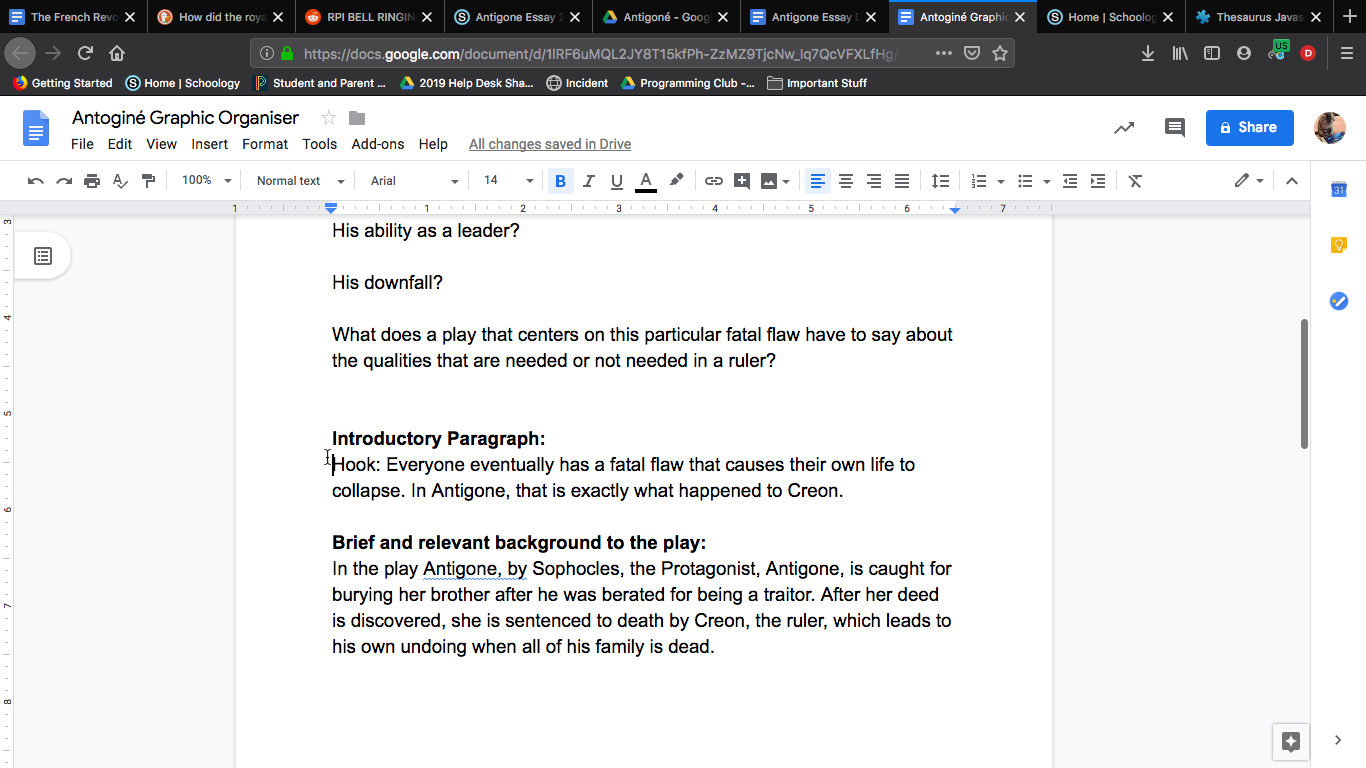 The French Revo
How did the roya
RPI BELL RINGIN
Antigone Essay 2
Antigoné - Googl
Antigone Essay D
Antoginé Graphic
Home | Schoolog
Thesaurus Javas
https://docs.google.com/document/d/1lRF6uMQL2JY8T15kfPh-ZzMZ9TjcNw_lq7QcVFXLfHg/
US
D
Getting Started
Home | Schoology
Student and Parent ...
2019 Help Desk Sha...
Incident
Programming Club -...
Important Stuff
Antoginé Graphic Organiser
Share
File Edit View Insert Format Tools Add-ons Help All changes saved in Drive
100% Normal text Arial 14 B I U A
1 1 2 3 4 5 6 7
31
3
4
5
6
7
8
His ability as a leader?
His downfall?
What does a play that centers on this particular fatal flaw have to say about
the qualities that are needed or not needed in a ruler?
Introductory Paragraph:
Hook: Everyone eventually has a fatal flaw that causes their own life to
collapse. In Antigone, that is exactly what happened to Creon.
Brief and relevant background to the play:
In the play Antigone, by Sophocles, the Protagonist, Antigone, is caught for
burying her brother after he was berated for being a traitor. After her deed
is discovered, she is sentenced to death by Creon, the ruler, which leads to
his own undoing when all of his family is dead.